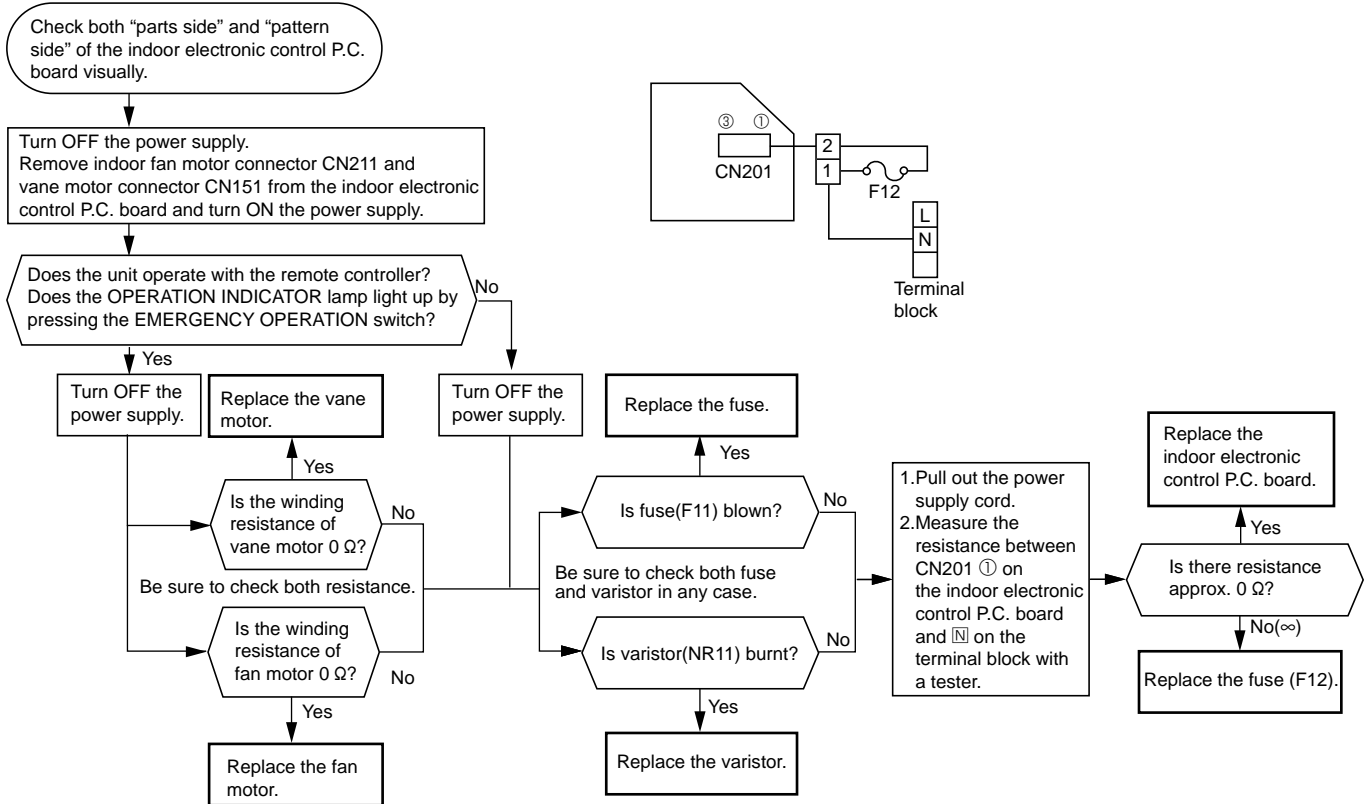 Check both “parts side” and “pattern
side” of the indoor electronic control P.C.
board visually.
Turn OFF the power supply.
Remove indoor fan motor connector CN211 and
vane motor connector CN151 from the indoor electronic
control P.C. board and turn ON the power supply.
③ ①
CN201
2
1
F12
L
N
Terminal
block
Does the unit operate with the remote controller?
Does the OPERATION INDICATOR lamp light up by
pressing the EMERGENCY OPERATION switch?
No
Yes
Turn OFF the
power supply.
Replace the vane
motor.
Yes
Is the winding
resistance of
vane motor 0 Ω?
No
Be sure to check both resistance.
Is the winding
resistance of
fan motor 0 Ω?
No
Yes
Replace the fan
motor.
Turn OFF the
power supply.
Replace the fuse.
Yes
Is fuse(F11) blown?
No
Be sure to check both fuse
and varistor in any case.
Is varistor(NR11) burnt?
No
Yes
Replace the varistor.
1.Pull out the power
supply cord.
2.Measure the
resistance between
CN201 ① on
the indoor electronic
control P.C. board
and 🄽 on the
terminal block with
a tester.
Replace the
indoor electronic
control P.C. board.
Yes
Is there resistance
approx. 0 Ω?
No(∞)
Replace the fuse (F12).